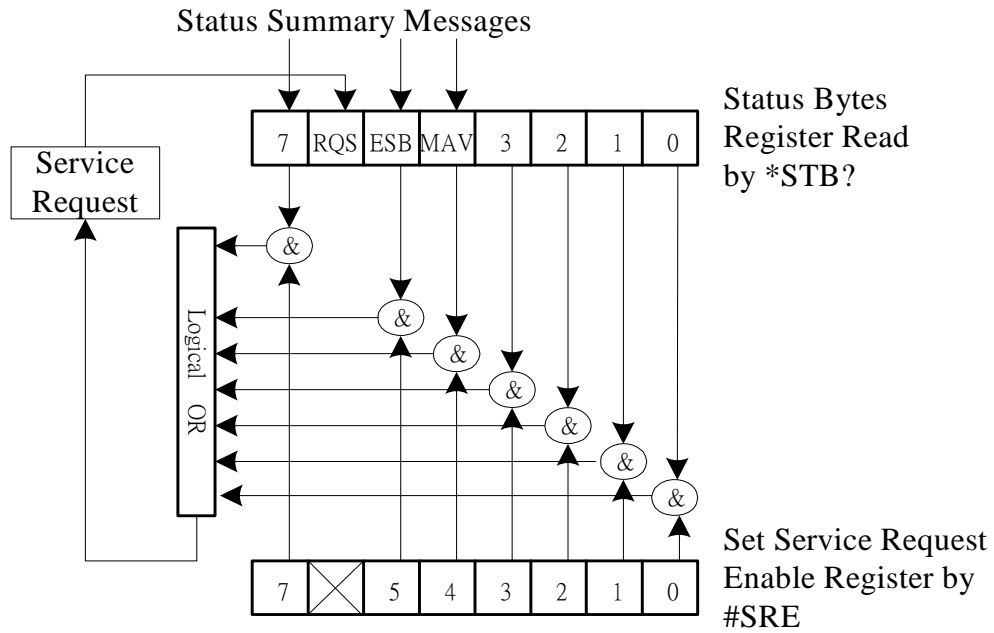 Status Summary Messages
7 RQS ESB MAV 3 2 1 0
Status Bytes
Register Read
by *STB?
Service
Request
&
&
&
&
&
&
&
Logical OR
7 5 4 3 2 1 0
Set Service Request
Enable Register by
#SRE